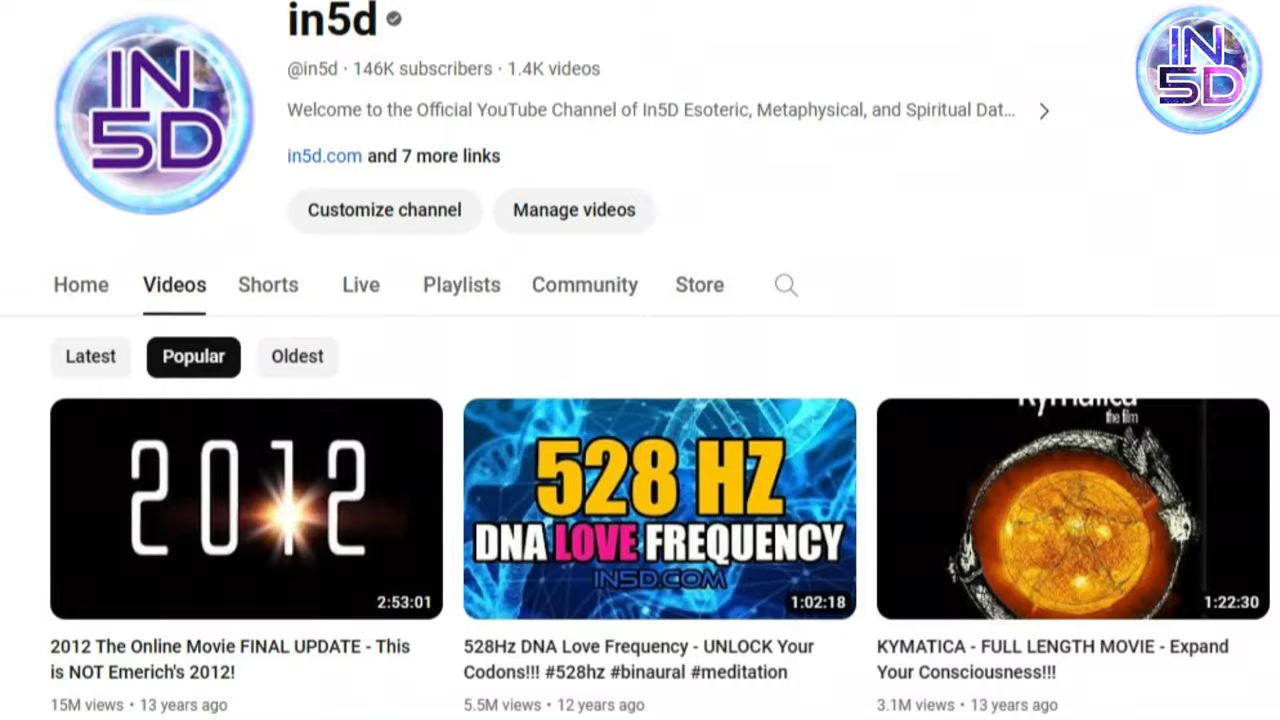 in5d
IN
5D
IN
5D
@in5d · 146K subscribers · 1.4K videos
Welcome to the Official YouTube Channel of In5D Esoteric, Metaphysical, and Spiritual Dat...
in5d.com and 7 more links
Customize channel Manage videos
Home Videos Shorts Live Playlists Community Store
Latest Popular Oldest
2012
2:53:01
528 HZ
DNA LOVE FREQUENCY
IN5D.COM
1:02:18
Kymatica
the film
1:22:30
2012 The Online Movie FINAL UPDATE - This
is NOT Emerich's 2012!
15M views • 13 years ago
528Hz DNA Love Frequency - UNLOCK Your
Codons!!! #528hz #binaural #meditation
5.5M views • 12 years ago
KYMATICA - FULL LENGTH MOVIE - Expand
Your Consciousness!!!
3.1M views • 13 years ago